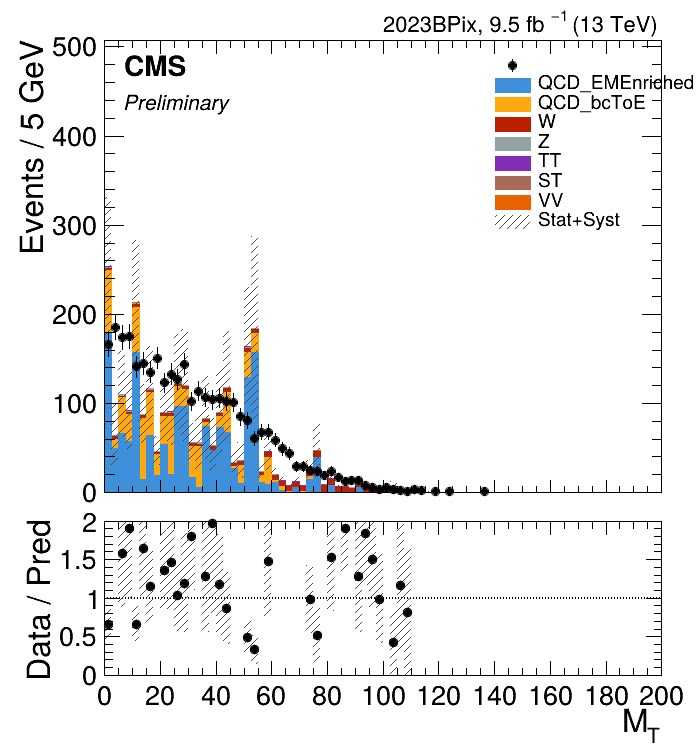 2023BPix, 9.5 fb⁻¹ (13 TeV)
CMS
Preliminary
Events / 5 GeV
500
400
300
200
100
0
QCD_EMEnriched
QCD_bcToE
W
Z
TT
ST
VV
Stat+Syst
Data / Pred
2
1.5
1
0.5
0
0 20 40 60 80 100 120 140 160 180 200
M_T